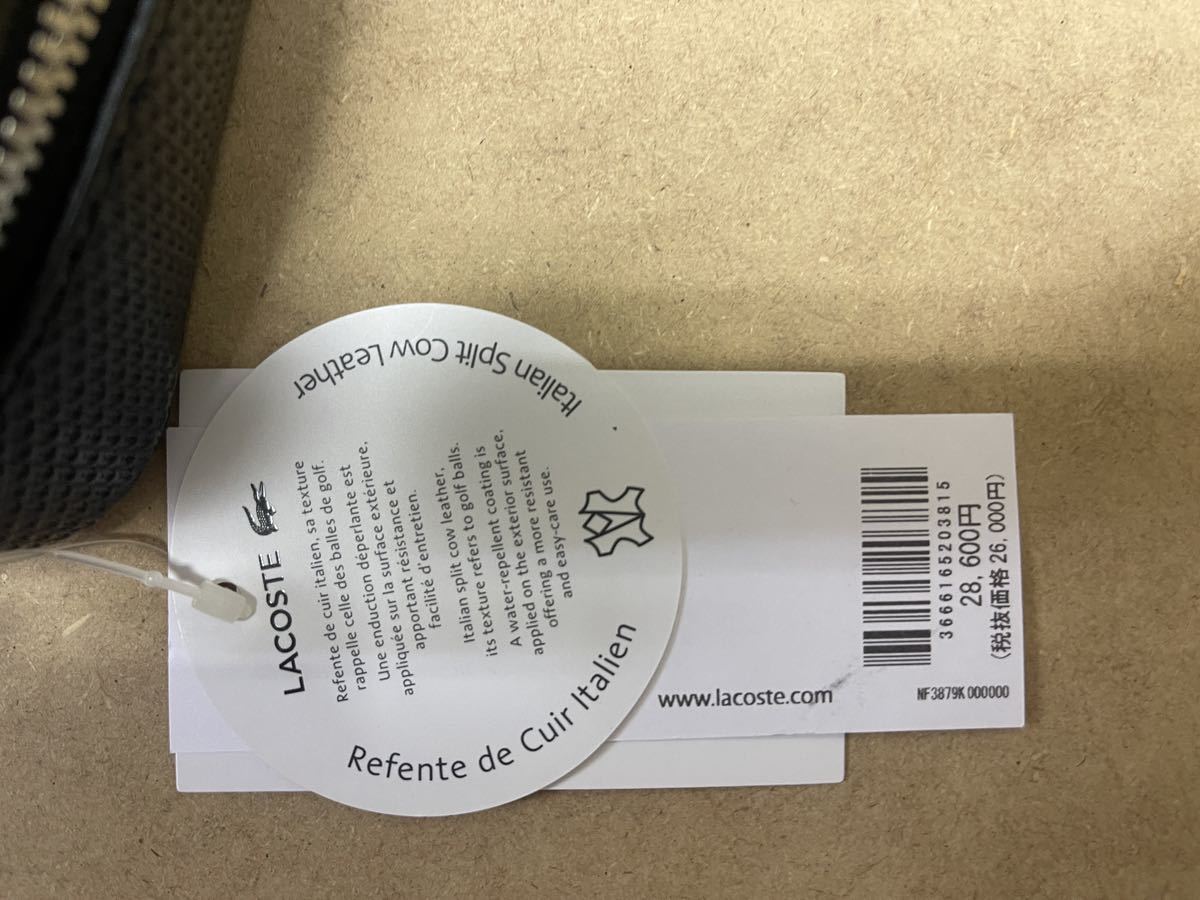 LACOSTE
Refente de cuir italien, sa texture
rappelle celle des balles de golf.
Une enduction déperlante est
appliquée sur la surface extérieure,
apportant résistance et
facilité d'entretien.
Italian split cow leather,
its texture refers to golf balls.
A water-repellent coating is
applied on the exterior surface,
offering a more resistant
and easy-care use.
Refente de Cuir Italien
Italian Split Cow Leather
www.lacoste.com
3666165203815
28,600円
(税抜価格26,000円)
NF3879K 000000